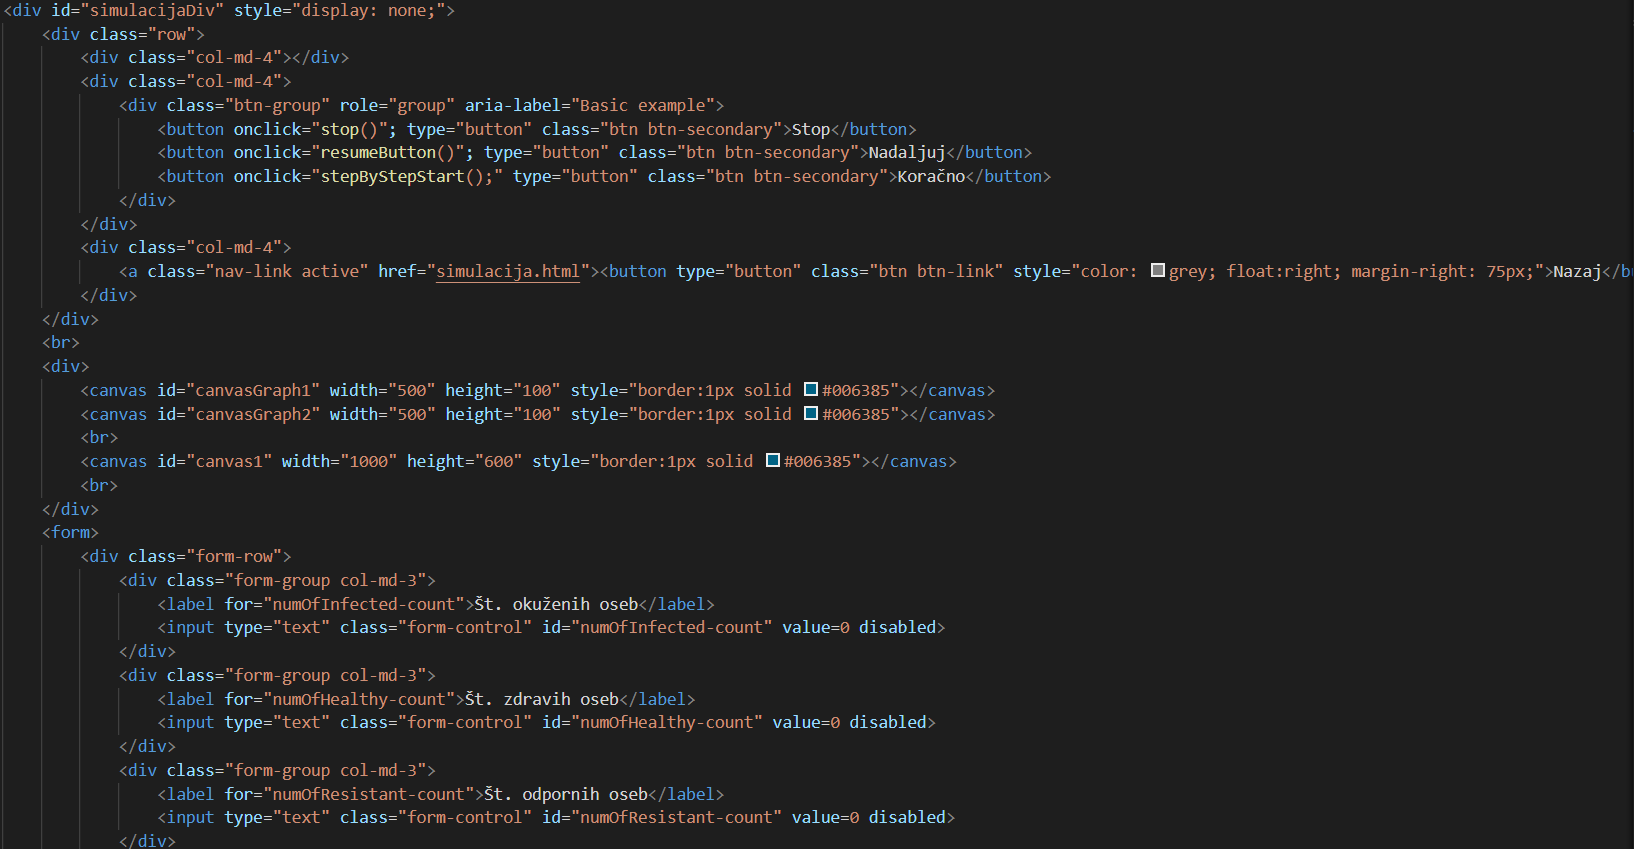 <div id="simulacijaDiv" style="display: none;">
<div class="row">
<div class="col-md-4"></div>
<div class="col-md-4">
<div class="btn-group" role="group" aria-label="Basic example">
<button onclick="stop()"; type="button" class="btn btn-secondary">Stop</button>
<button onclick="resumeButton()"; type="button" class="btn btn-secondary">Nadaljuj</button>
<button onclick="stepByStepStart();" type="button" class="btn btn-secondary">Koračno</button>
</div>
</div>
<div class="col-md-4">
<a class="nav-link active" href="simulacija.html"><button type="button" class="btn btn-link" style="color: grey; float:right; margin-right: 75px;">Nazaj</bu
</div>
</div>
<br>
<div>
<canvas id="canvasGraph1" width="500" height="100" style="border:1px solid #006385"></canvas>
<canvas id="canvasGraph2" width="500" height="100" style="border:1px solid #006385"></canvas>
<br>
<canvas id="canvas1" width="1000" height="600" style="border:1px solid #006385"></canvas>
<br>
</div>
<form>
<div class="form-row">
<div class="form-group col-md-3">
<label for="numOfInfected-count">Št. okuženih oseb</label>
<input type="text" class="form-control" id="numOfInfected-count" value=0 disabled>
</div>
<div class="form-group col-md-3">
<label for="numOfHealthy-count">Št. zdravih oseb</label>
<input type="text" class="form-control" id="numOfHealthy-count" value=0 disabled>
</div>
<div class="form-group col-md-3">
<label for="numOfResistant-count">Št. odpornih oseb</label>
<input type="text" class="form-control" id="numOfResistant-count" value=0 disabled>
</div>